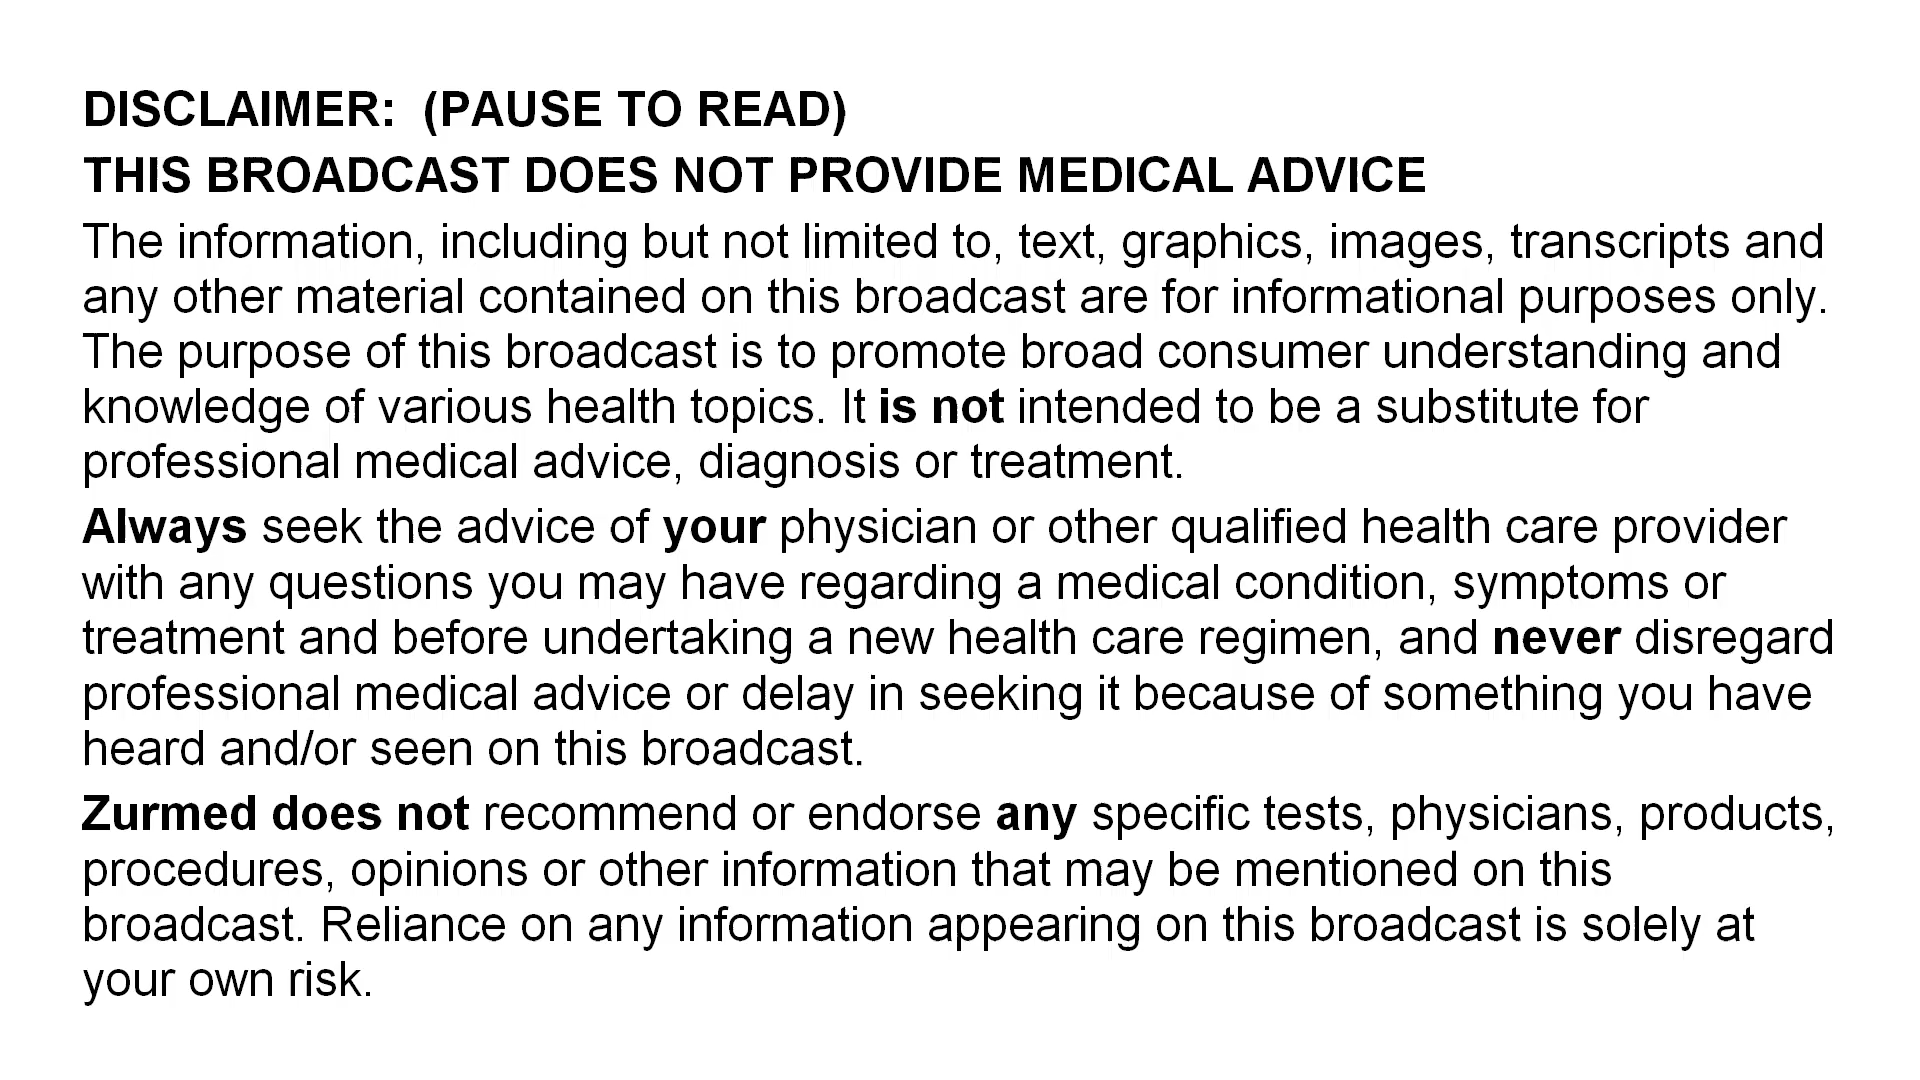 DISCLAIMER:  (PAUSE TO READ)
THIS BROADCAST DOES NOT PROVIDE MEDICAL ADVICE
The information, including but not limited to, text, graphics, images, transcripts and
any other material contained on this broadcast are for informational purposes only.
The purpose of this broadcast is to promote broad consumer understanding and
knowledge of various health topics. It is not intended to be a substitute for
professional medical advice, diagnosis or treatment.
Always seek the advice of your physician or other qualified health care provider
with any questions you may have regarding a medical condition, symptoms or
treatment and before undertaking a new health care regimen, and never disregard
professional medical advice or delay in seeking it because of something you have
heard and/or seen on this broadcast.
Zurmed does not recommend or endorse any specific tests, physicians, products,
procedures, opinions or other information that may be mentioned on this
broadcast. Reliance on any information appearing on this broadcast is solely at
your own risk.